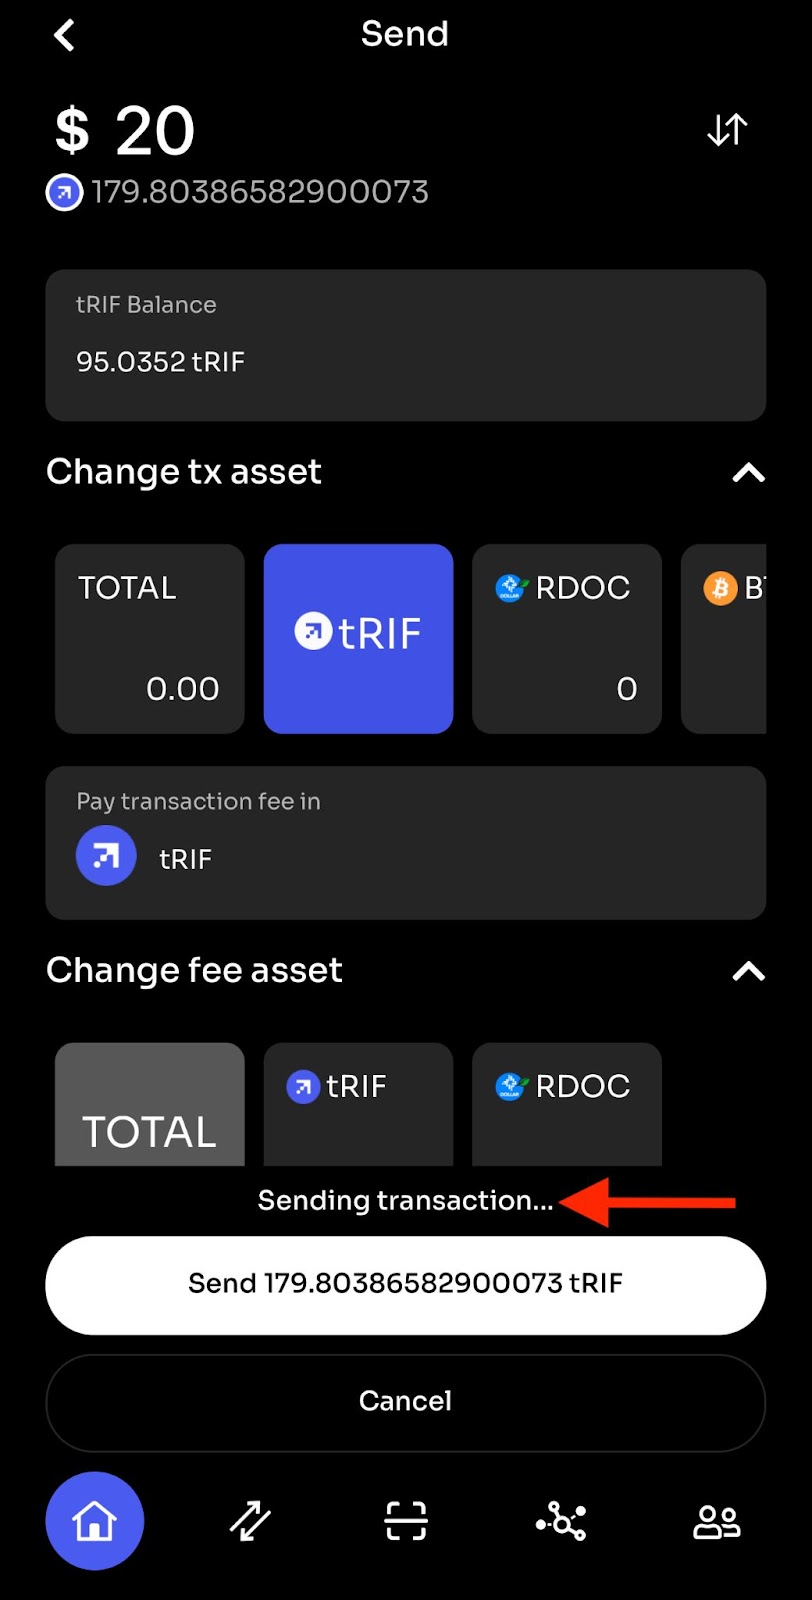 Send
$ 20
179.80386582900073
tRIF Balance
95.0352 tRIF
Change tx asset
TOTAL
0.00
tRIF
RDOC
0
B
Pay transaction fee in
tRIF
Change fee asset
TOTAL
tRIF
RDOC
Sending transaction...
Send 179.80386582900073 tRIF
Cancel